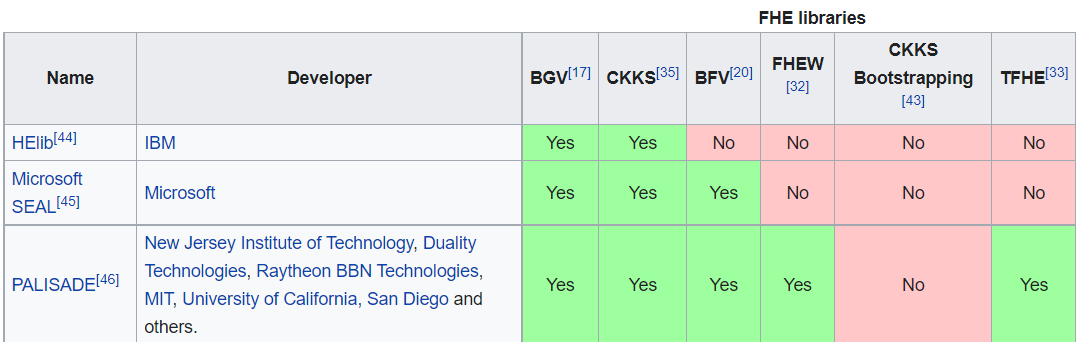 FHE libraries
Name Developer BGV[17] CKKS[35] BFV[20] FHEW [32] CKKS Bootstrapping [43] TFHE[33]
HElib[44] IBM Yes Yes No No No No
Microsoft SEAL[45] Microsoft Yes Yes Yes No No No
PALISADE[46] New Jersey Institute of Technology, Duality
Technologies, Raytheon BBN Technologies,
MIT, University of California, San Diego and
others. Yes Yes Yes Yes No Yes